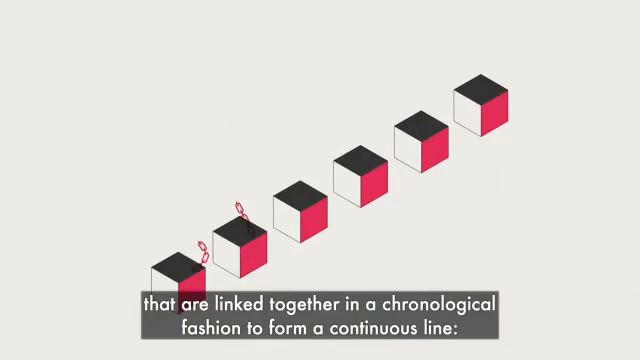 that are linked together in a chronological
fashion to form a continuous line: